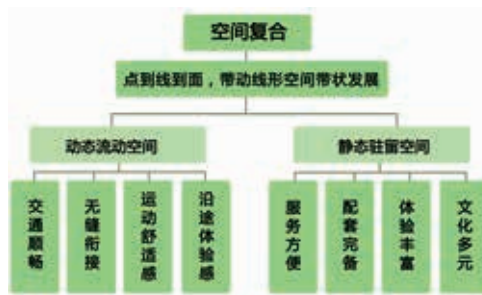 空间复合
点到线到面，带动线形空间带状发展
动态流动空间
静态驻留空间
交通顺畅
无缝衔接
运动舒适感
沿途体验感
服务方便
配套完备
体验丰富
文化多元